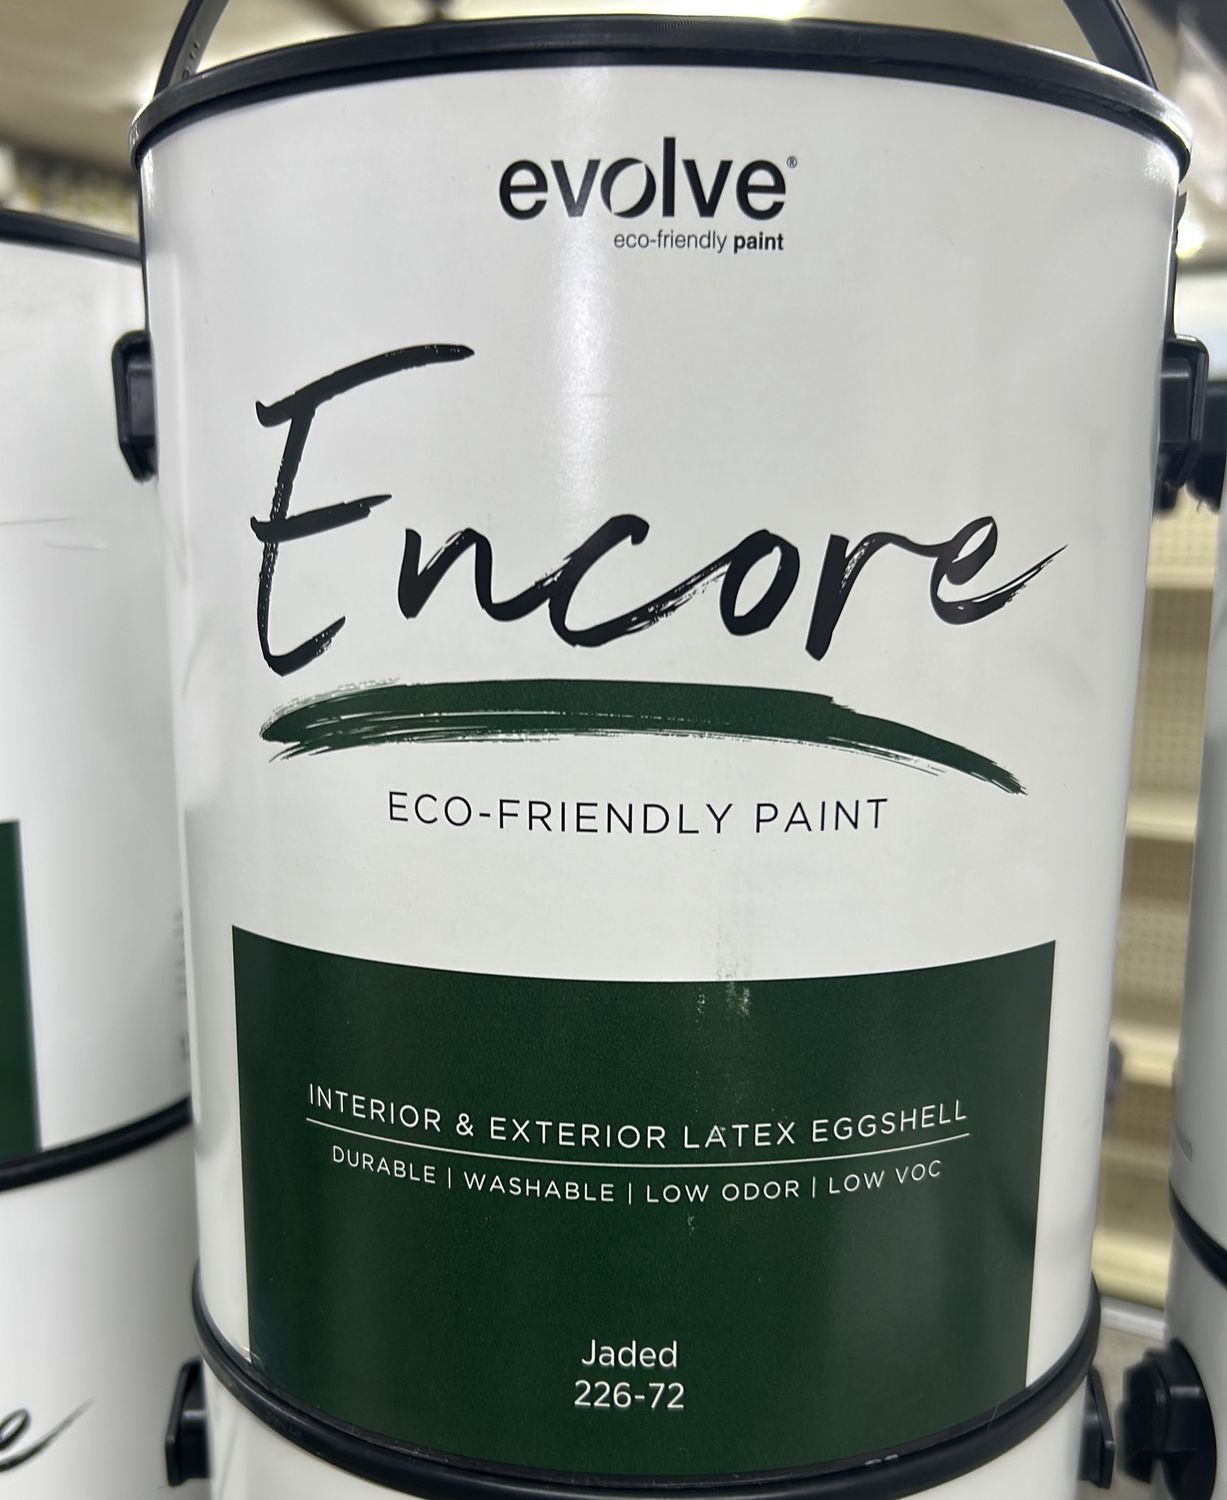 evolve®
eco-friendly paint
Encore
ECO-FRIENDLY PAINT
INTERIOR & EXTERIOR LATEX EGGSHELL
DURABLE | WASHABLE | LOW ODOR | LOW VOC
Jaded
226-72
e